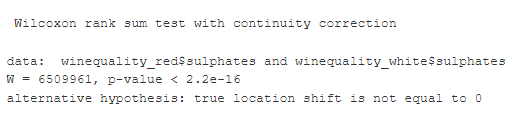 Wilcoxon rank sum test with continuity correction
data: winequality_red$sulphates and winequality_white$sulphates
W = 6509961, p-value < 2.2e-16
alternative hypothesis: true location shift is not equal to 0